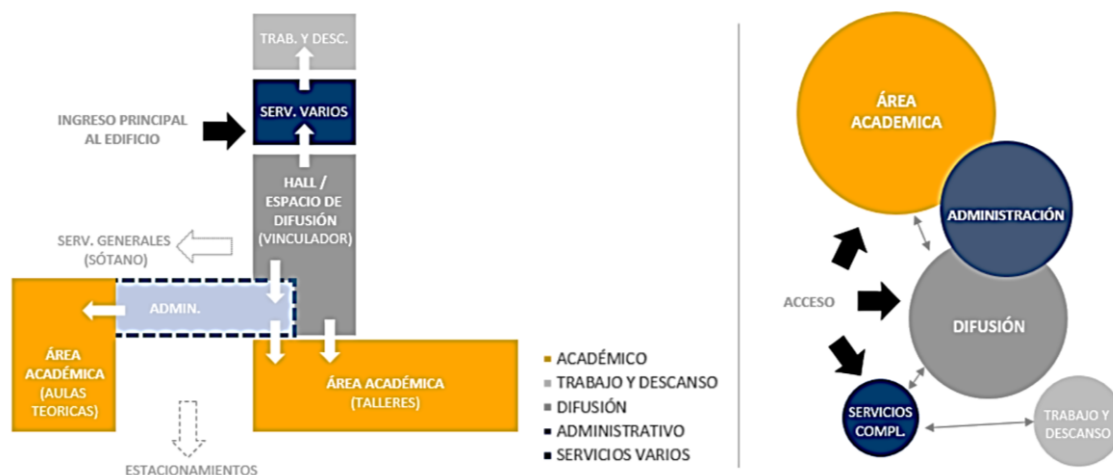 TRAB. Y DESC.
SERV. VARIOS
INGRESO PRINCIPAL
AL EDIFICIO
HALL /
ESPACIO DE
DIFUSIÓN
(VINCULADOR)
SERV. GENERALES
(SÓTANO)
ADMIN.
ÁREA
ACADÉMICA
(AULAS
TEORICAS)
ÁREA ACADÉMICA
(TALLERES)
ESTACIONAMIENTOS
ACADÉMICO
TRABAJO Y DESCANSO
DIFUSIÓN
ADMINISTRATIVO
SERVICIOS VARIOS
ÁREA
ACADEMICA
ADMINISTRACIÓN
ACCESO
DIFUSIÓN
SERVICIOS
COMPL.
TRABAJO Y
DESCANSO